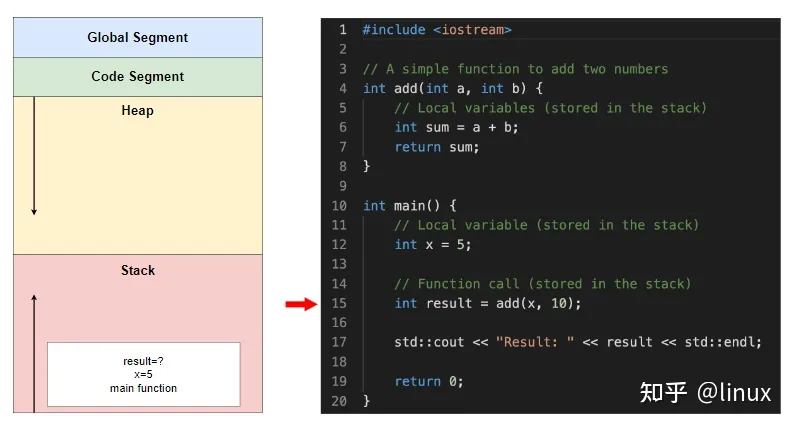 Global Segment
Code Segment
Heap
Stack
result=?
x=5
main function
1 #include <iostream>
2
3 // A simple function to add two numbers
4 int add(int a, int b) {
5     // Local variables (stored in the stack)
6     int sum = a + b;
7     return sum;
8 }
9
10 int main() {
11     // Local variable (stored in the stack)
12     int x = 5;
13
14     // Function call (stored in the stack)
15     int result = add(x, 10);
16
17     std::cout << "Result: " << result << std::endl;
18
19     return 0;
20 }
知乎 @linux